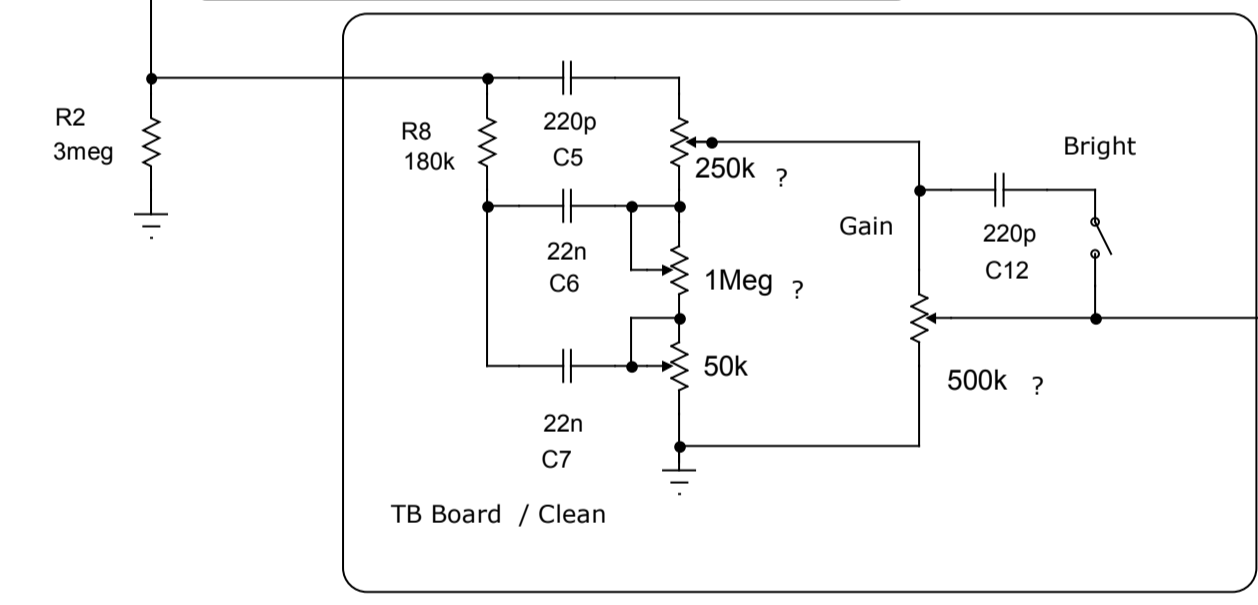 R2
3meg
R8
180k
220p
C5
250k ?
22n
C6
1Meg ?
50k
22n
C7
Gain
Bright
220p
C12
500k ?
TB Board / Clean